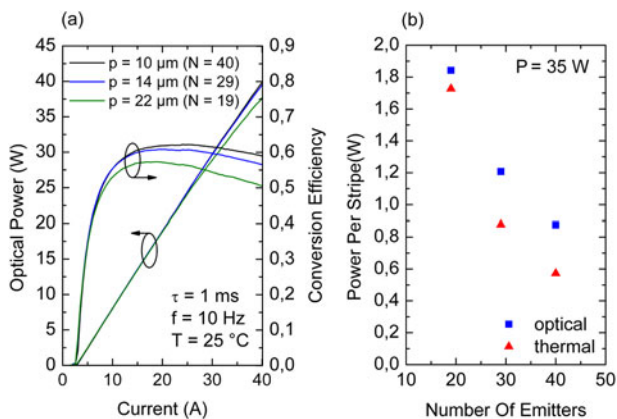 (a)
45
40
35
30
25
20
15
10
5
0
Optical Power (W)
0,9
0,8
0,7
0,6
0,5
0,4
0,3
0,2
0,1
0,0
Conversion Efficiency
p = 10 µm (N = 40)
p = 14 µm (N = 29)
p = 22 µm (N = 19)
τ = 1 ms
f = 10 Hz
T = 25 °C
0 5 10 15 20 25 30 35 40
Current (A)
(b)
2,0
1,8
1,6
1,4
1,2
1,0
0,8
0,6
0,4
0,2
0,0
Power Per Stripe(W)
P = 35 W
optical
thermal
10 20 30 40 50
Number Of Emitters